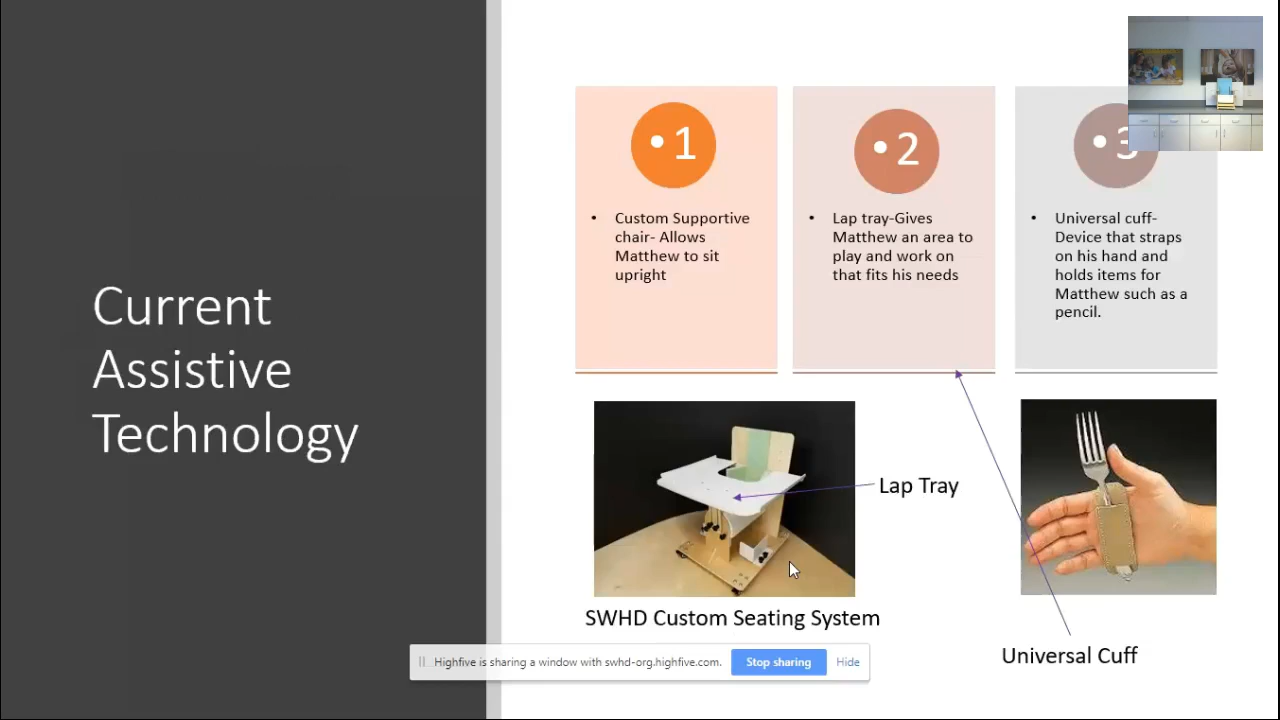 Current
Assistive
Technology
• 1
• Custom Supportive
chair- Allows
Matthew to sit
upright
• 2
• Lap tray-Gives
Matthew an area to
play and work on
that fits his needs
• 3
• Universal cuff-
Device that straps
on his hand and
holds items for
Matthew such as a
pencil.
Lap Tray
SWHD Custom Seating System
Universal Cuff
Highfive is sharing a window with swhd-org.highfive.com.
Stop sharing
Hide